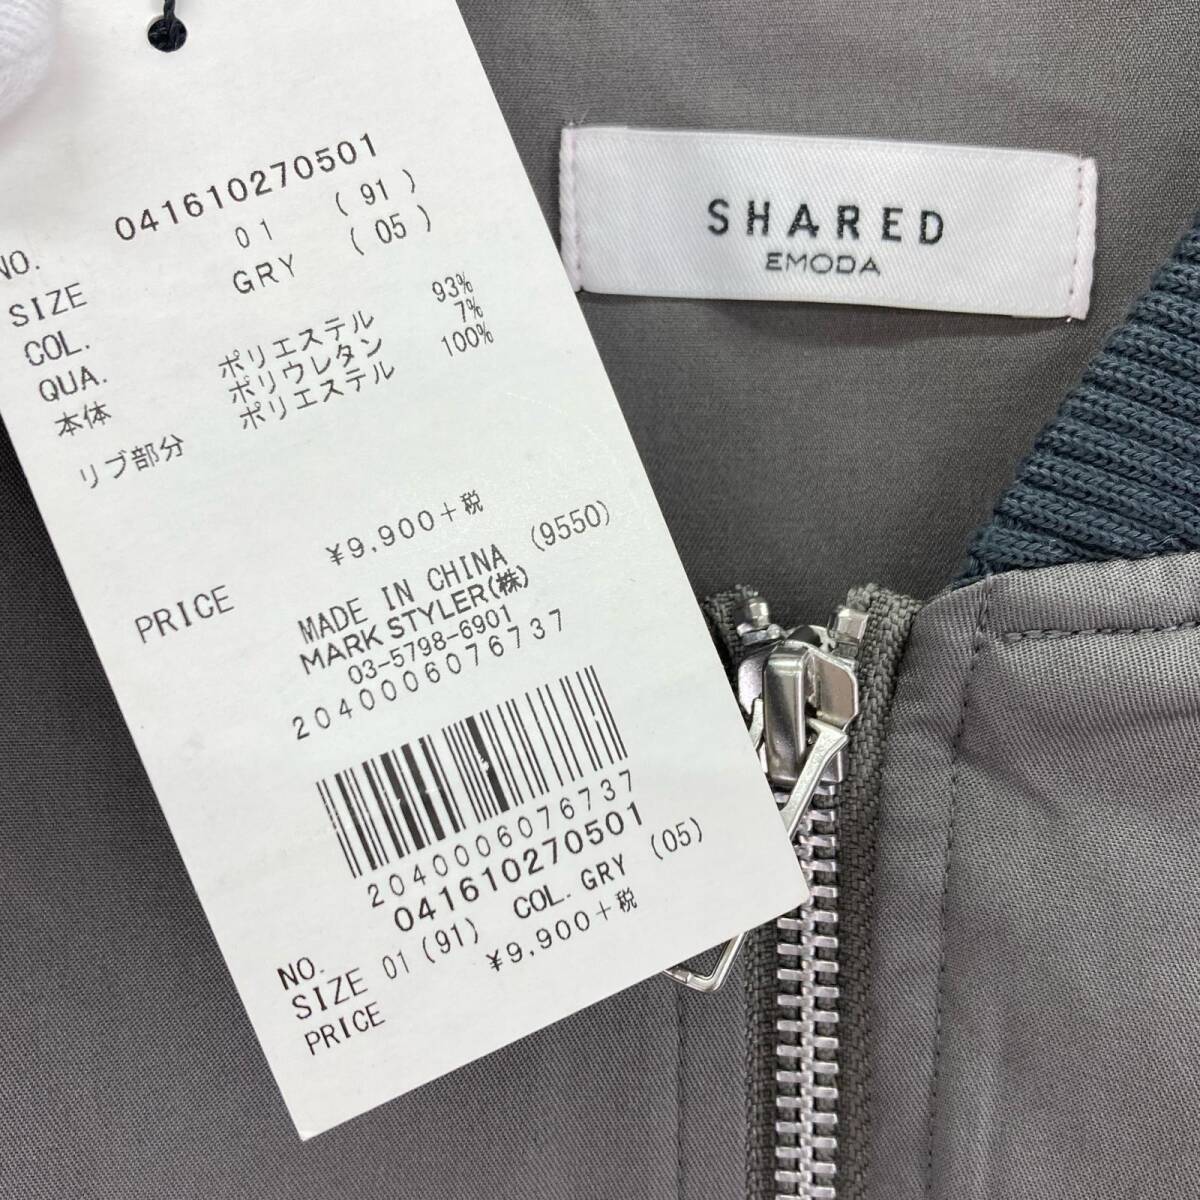 NO. 041610270501
SIZE 01 (91)
COL. GRY (05)
QUA.
本体 ポリエステル 93%
ポリウレタン 7%
リブ部分 ポリエステル 100%
PRICE ¥9,900+税
MADE IN CHINA (9550)
MARK STYLER(株)
03-5798-6901
2040006076737
2040006076737
NO. 041610270501
SIZE 01(91) COL. GRY (05)
PRICE ¥9,900+税
SHARED
EMODA